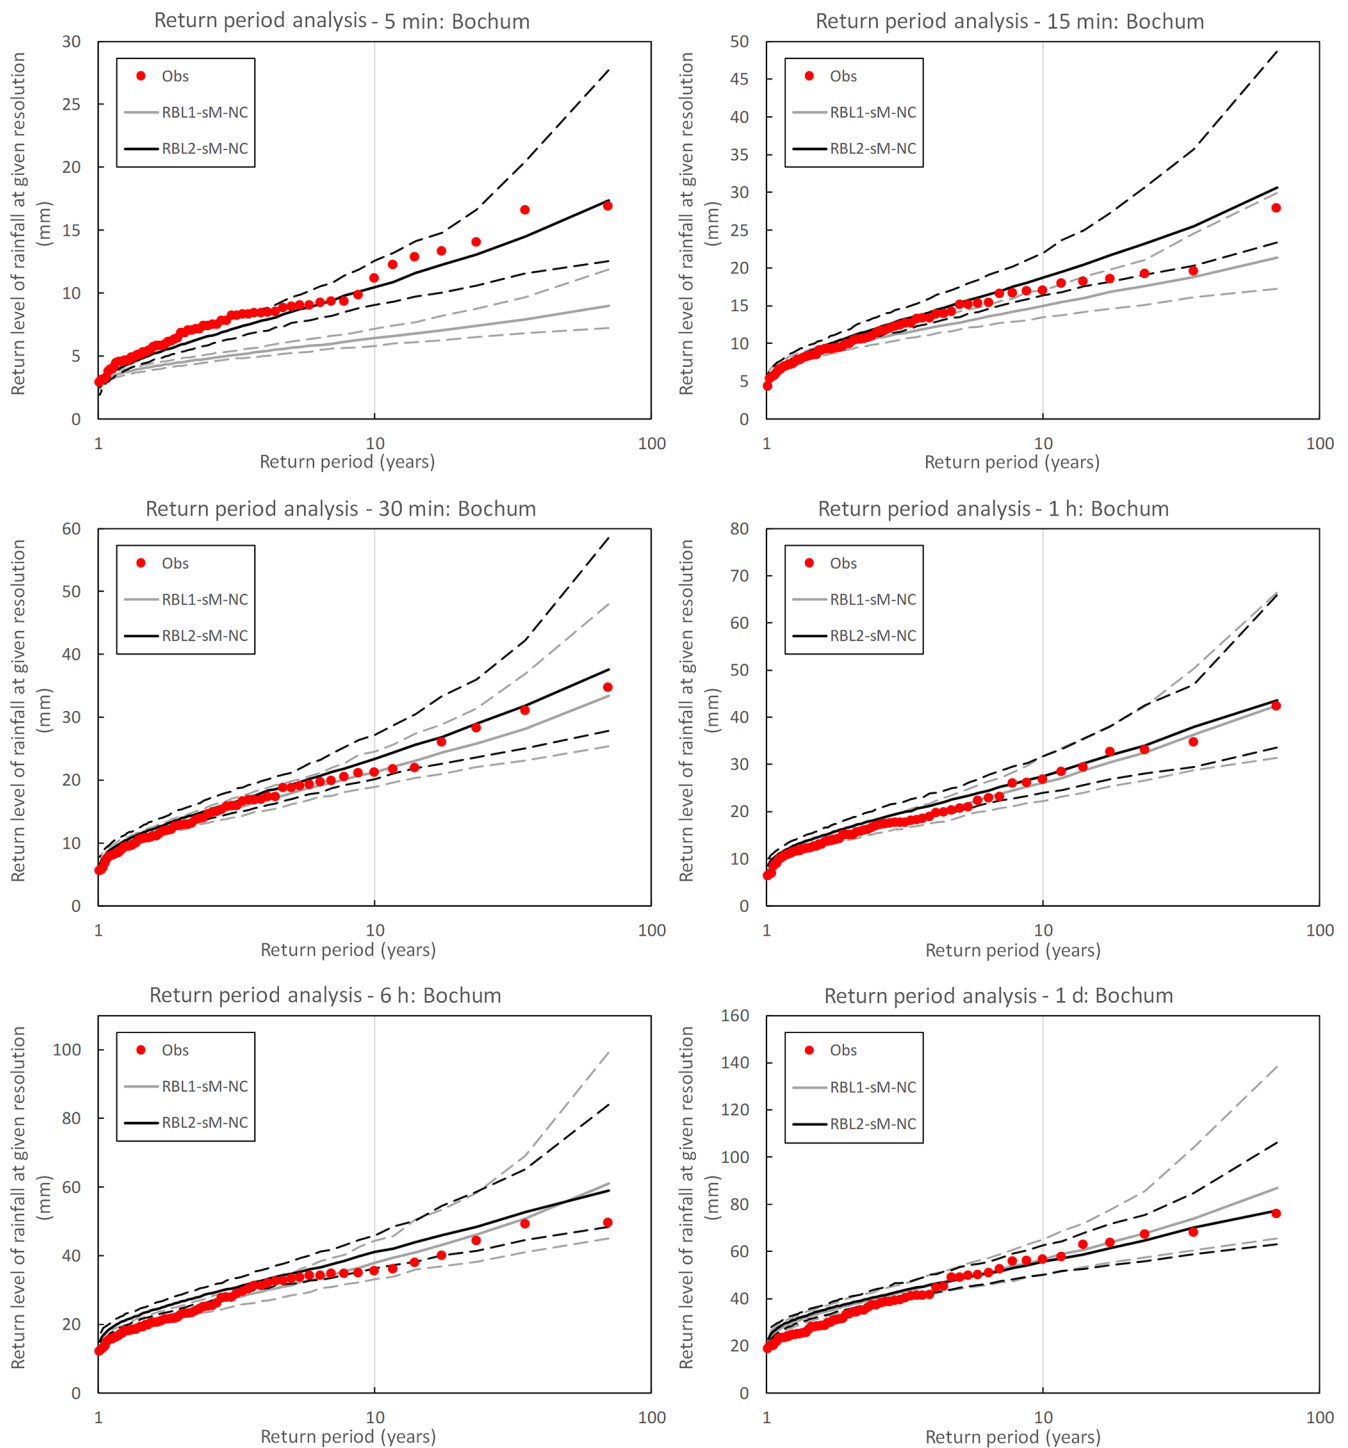 Return period analysis - 5 min: Bochum
Return level of rainfall at given resolution
(mm)
30
25
20
15
10
5
0
Obs
RBL1-sM-NC
RBL2-sM-NC
1
10
100
Return period (years)
Return period analysis - 15 min: Bochum
Return level of rainfall at given resolution
(mm)
50
45
40
35
30
25
20
15
10
5
0
Obs
RBL1-sM-NC
RBL2-sM-NC
1
10
100
Return period (years)
Return period analysis - 30 min: Bochum
Return level of rainfall at given resolution
(mm)
60
50
40
30
20
10
0
Obs
RBL1-sM-NC
RBL2-sM-NC
1
10
100
Return period (years)
Return period analysis - 1 h: Bochum
Return level of rainfall at given resolution
(mm)
80
70
60
50
40
30
20
10
0
Obs
RBL1-sM-NC
RBL2-sM-NC
1
10
100
Return period (years)
Return period analysis - 6 h: Bochum
Return level of rainfall at given resolution
(mm)
100
80
60
40
20
0
Obs
RBL1-sM-NC
RBL2-sM-NC
1
10
100
Return period (years)
Return period analysis - 1 d: Bochum
Return level of rainfall at given resolution
(mm)
160
140
120
100
80
60
40
20
0
Obs
RBL1-sM-NC
RBL2-sM-NC
1
10
100
Return period (years)